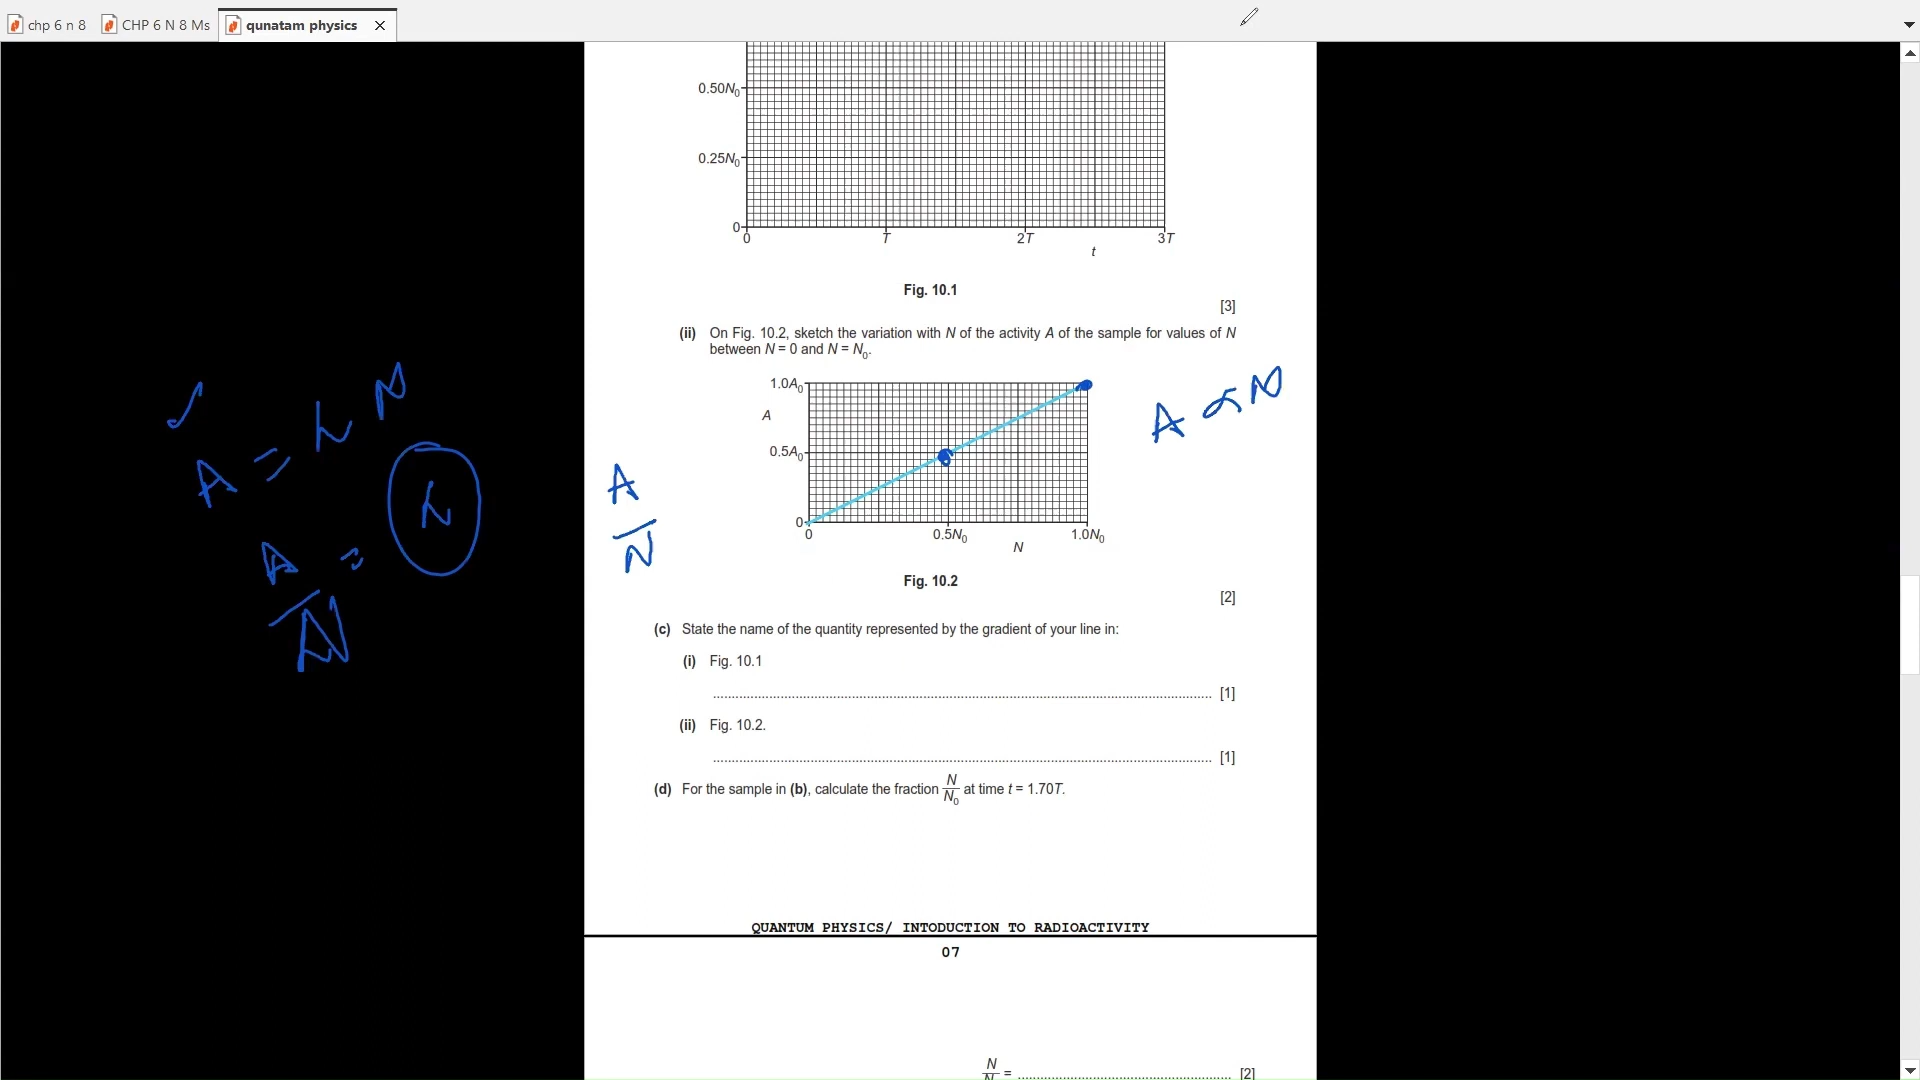 chp 6 n 8
CHP 6 N 8 Ms
qunatam physics
0.50N₀
0.25N₀
0
0 T 2T 3T
t
Fig. 10.1
[3]
(ii) On Fig. 10.2, sketch the variation with N of the activity A of the sample for values of N
between N = 0 and N = N₀.
1.0A₀
A
0.5A₀
0
0 0.5N₀ 1.0N₀
N
A ∝ N
A
N
A = λ N
A
N
= λ
Fig. 10.2
[2]
(c) State the name of the quantity represented by the gradient of your line in:
(i) Fig. 10.1
[1]
(ii) Fig. 10.2.
[1]
(d) For the sample in (b), calculate the fraction N/N₀ at time t = 1.70T.
QUANTUM PHYSICS/ INTODUCTION TO RADIOACTIVITY
07
N
= [2]